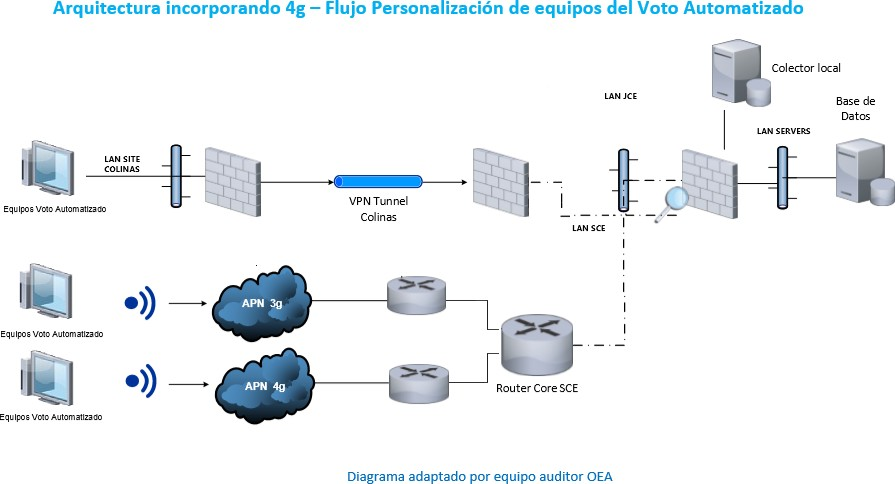 Arquitectura incorporando 4g – Flujo Personalización de equipos del Voto Automatizado
Colector local
LAN JCE
Base de
Datos
LAN SERVERS
LAN SITE
COLINAS
Equipos Voto Automatizado
VPN Tunnel
Colinas
LAN SCE
APN 3g
Equipos Voto Automatizado
APN 4g
Router Core SCE
Equipos Voto Automatizado
Diagrama adaptado por equipo auditor OEA